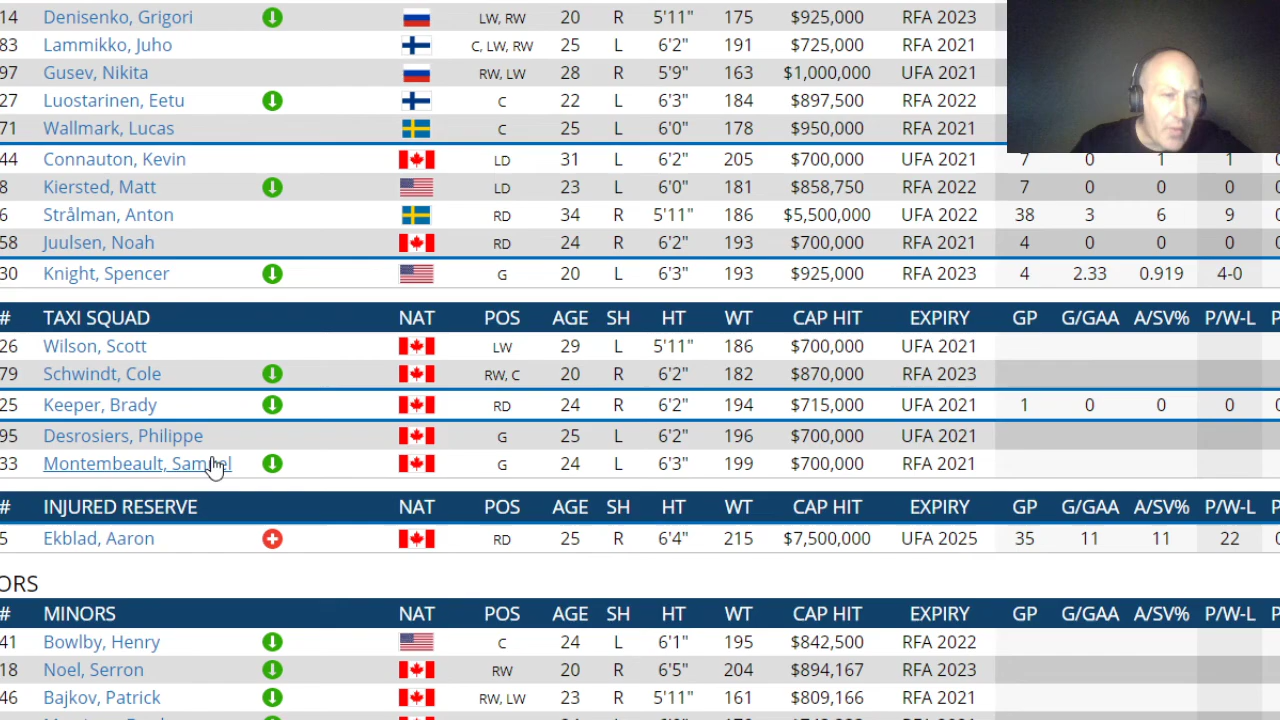 14 Denisenko, Grigori LW, RW 20 R 5'11" 175 $925,000 RFA 2023
83 Lammikko, Juho C, LW, RW 25 L 6'2" 191 $725,000 RFA 2021
97 Gusev, Nikita RW, LW 28 R 5'9" 163 $1,000,000 UFA 2021
27 Luostarinen, Eetu C 22 L 6'3" 184 $897,500 RFA 2022
71 Wallmark, Lucas C 25 L 6'0" 178 $950,000 RFA 2021
44 Connauton, Kevin LD 31 L 6'2" 205 $700,000 UFA 2021 7 0 1 1
8 Kiersted, Matt LD 23 L 6'0" 181 $858,750 RFA 2022 7 0 0 0
6 Strålman, Anton RD 34 R 5'11" 186 $5,500,000 UFA 2022 38 3 6 9
58 Juulsen, Noah RD 24 R 6'2" 193 $700,000 RFA 2021 4 0 0 0
30 Knight, Spencer G 20 L 6'3" 193 $925,000 RFA 2023 4 2.33 0.919 4-0
# TAXI SQUAD NAT POS AGE SH HT WT CAP HIT EXPIRY GP G/GAA A/SV% P/W-L
26 Wilson, Scott LW 29 L 5'11" 186 $700,000 UFA 2021
79 Schwindt, Cole RW, C 20 R 6'2" 182 $870,000 RFA 2023
25 Keeper, Brady RD 24 R 6'2" 194 $715,000 UFA 2021 1 0 0 0
95 Desrosiers, Philippe G 25 L 6'2" 196 $700,000 UFA 2021
33 Montembeault, Samuel G 24 L 6'3" 199 $700,000 RFA 2021
# INJURED RESERVE NAT POS AGE SH HT WT CAP HIT EXPIRY GP G/GAA A/SV% P/W-L
5 Ekblad, Aaron RD 25 R 6'4" 215 $7,500,000 UFA 2025 35 11 11 22
ORS
# MINORS NAT POS AGE SH HT WT CAP HIT EXPIRY GP G/GAA A/SV% P/W-L
41 Bowlby, Henry C 24 L 6'1" 195 $842,500 RFA 2022
18 Noel, Serron RW 20 R 6'5" 204 $894,167 RFA 2023
46 Bajkov, Patrick RW, LW 23 R 5'11" 161 $809,166 RFA 2021